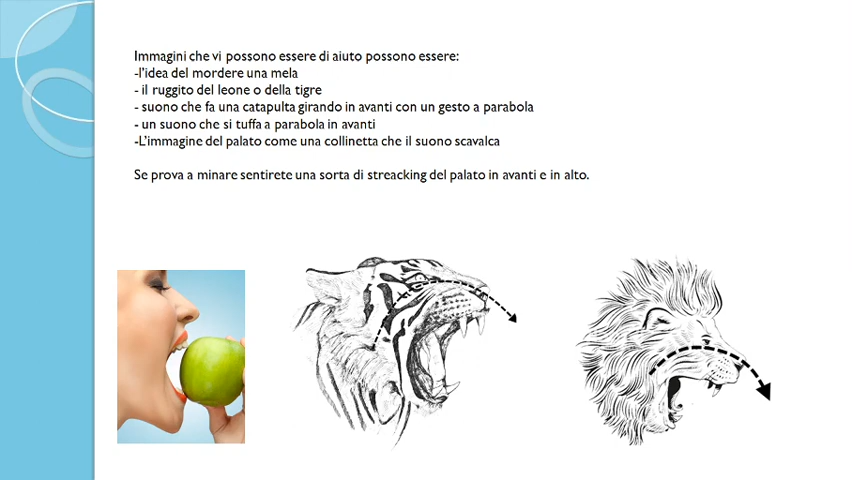 Immagini che vi possono essere di aiuto possono essere:
-l'idea del mordere una mela
- il ruggito del leone o della tigre
- suono che fa una catapulta girando in avanti con un gesto a parabola
- un suono che si tuffa a parabola in avanti
-L'immagine del palato come una collinetta che il suono scavalca
Se prova a minare sentirete una sorta di streacking del palato in avanti e in alto.